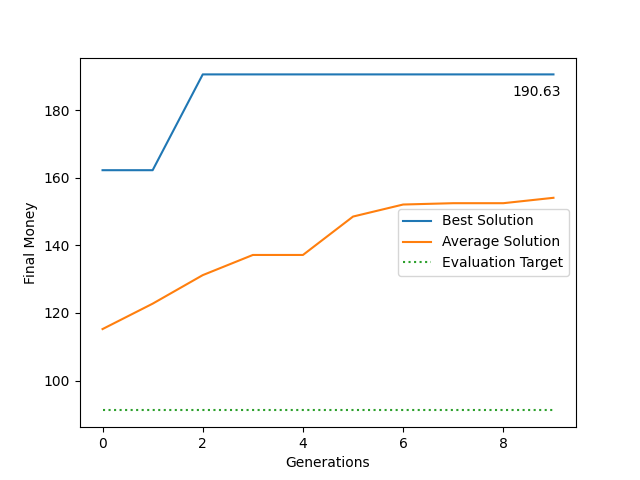 180
160
140
120
100
Final Money
190.63
Best Solution
Average Solution
Evaluation Target
0 2 4 6 8
Generations